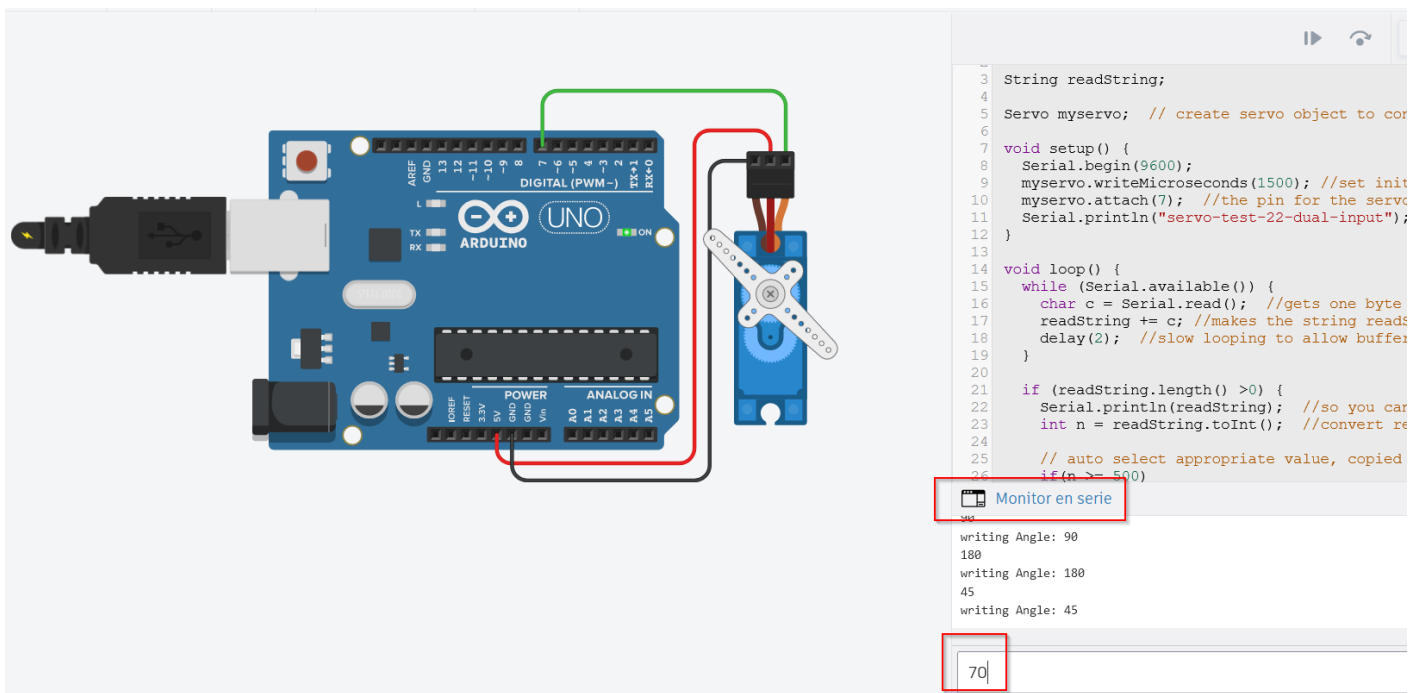 AREF
GND
13
12
~11
~10
~9
8
7
~6
~5
4
~3
2
TX→1
RX←0
DIGITAL (PWM~)
L
TX
RX
ARDUINO
UNO
ON
POWER
ANALOG IN
IOREF
RESET
3.3V
5V
GND
GND
Vin
A0
A1
A2
A3
A4
A5
3 String readString;
4
5 Servo myservo; // create servo object to con
6
7 void setup() {
8 Serial.begin(9600);
9 myservo.writeMicroseconds(1500); //set init
10 myservo.attach(7); //the pin for the servo
11 Serial.println("servo-test-22-dual-input");
12 }
13
14 void loop() {
15 while (Serial.available()) {
16 char c = Serial.read(); //gets one byte
17 readString += c; //makes the string readS
18 delay(2); //slow looping to allow buffer
19 }
20
21 if (readString.length() >0) {
22 Serial.println(readString); //so you can
23 int n = readString.toInt(); //convert re
24
25 // auto select appropriate value, copied
26 if(n >= 500)
Monitor en serie
90
writing Angle: 90
180
writing Angle: 180
45
writing Angle: 45
70